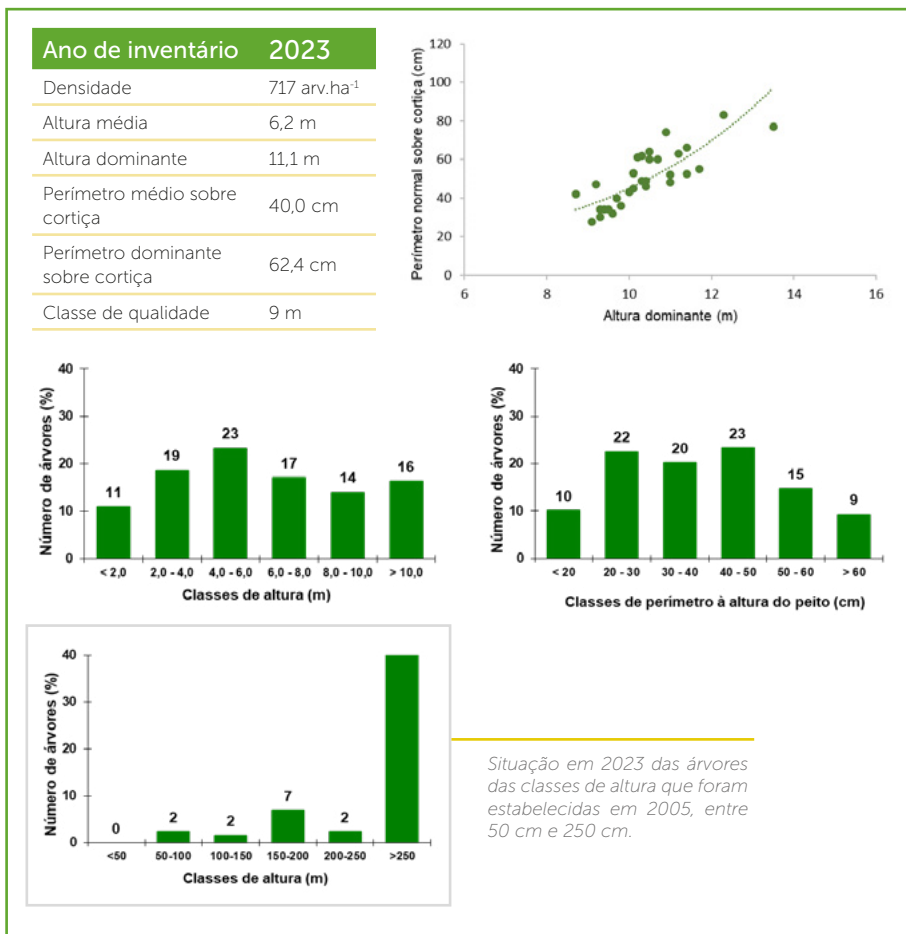 Ano de inventário 2023
Densidade 717 arv.ha-1
Altura média 6,2 m
Altura dominante 11,1 m
Perímetro médio sobre
cortiça 40,0 cm
Perímetro dominante
sobre cortiça 62,4 cm
Classe de qualidade 9 m
Perímetro normal sobre cortiça (cm)
120
100
80
60
40
20
0
6 8 10 12 14 16
Altura dominante (m)
Número de árvores (%)
40
30
20
10
0
11 19 23 17 14 16
< 2,0 2,0 - 4,0 4,0 - 6,0 6,0 - 8,0 8,0 - 10,0 > 10,0
Classes de altura (m)
Número de árvores (%)
40
30
20
10
0
10 22 20 23 15 9
< 20 20 - 30 30 - 40 40 - 50 50 - 60 > 60
Classes de perimetro à altura do peito (cm)
Número de árvores (%)
40
30
20
10
0
0 2 2 7 2
<50 50-100 100-150 150-200 200-250 >250
Classes de altura (m)
Situação em 2023 das árvores
das classes de altura que foram
estabelecidas em 2005, entre
50 cm e 250 cm.